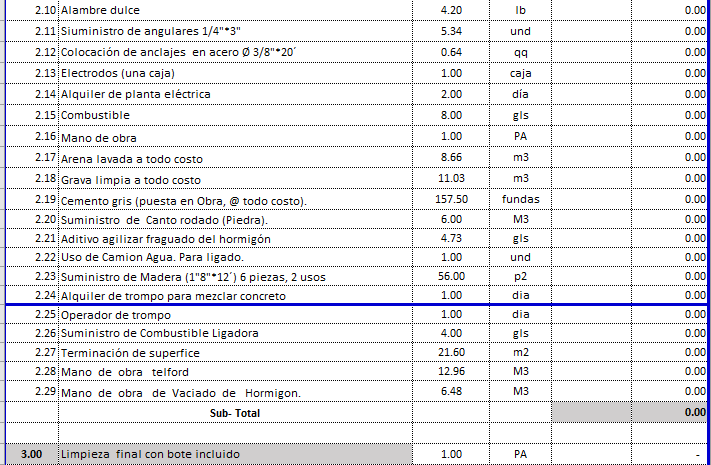 2.10 Alambre dulce 4.20 lb 0.00
2.11 Siuministro de angulares 1/4"*3" 5.34 und 0.00
2.12 Colocación de anclajes en acero Ø 3/8"*20´ 0.64 qq 0.00
2.13 Electrodos (una caja) 1.00 caja 0.00
2.14 Alquiler de planta eléctrica 2.00 día 0.00
2.15 Combustible 8.00 gls 0.00
2.16 Mano de obra 1.00 PA 0.00
2.17 Arena lavada a todo costo 8.66 m3 0.00
2.18 Grava limpia a todo costo 11.03 m3 0.00
2.19 Cemento gris (puesta en Obra, @ todo costo). 157.50 fundas 0.00
2.20 Suministro de Canto rodado (Piedra). 6.00 M3 0.00
2.21 Aditivo agilizar fraguado del hormigón 4.73 gls 0.00
2.22 Uso de Camion Agua. Para ligado. 1.00 und 0.00
2.23 Suministro de Madera (1"8"*12´) 6 piezas, 2 usos 56.00 p2 0.00
2.24 Alquiler de trompo para mezclar concreto 1.00 dia 0.00
2.25 Operador de trompo 1.00 dia 0.00
2.26 Suministro de Combustible Ligadora 4.00 gls 0.00
2.27 Terminación de superfice 21.60 m2 0.00
2.28 Mano de obra telford 12.96 M3 0.00
2.29 Mano de obra de Vaciado de Hormigon. 6.48 M3 0.00
Sub- Total 0.00
3.00 Limpieza final con bote incluido 1.00 PA -